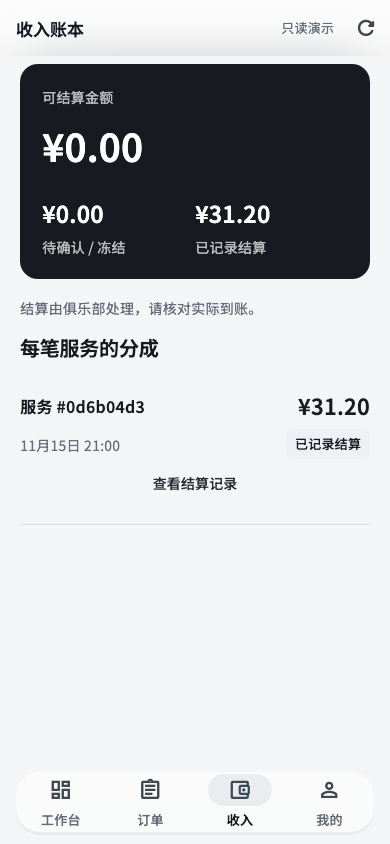 收入账本
只读演示
可结算金额
¥0.00
¥0.00
¥31.20
待确认 / 冻结
已记录结算
结算由俱乐部处理，请核对实际到账。
每笔服务的分成
服务 #0d6b04d3
¥31.20
11月15日 21:00
已记录结算
查看结算记录
工作台
订单
收入
我的